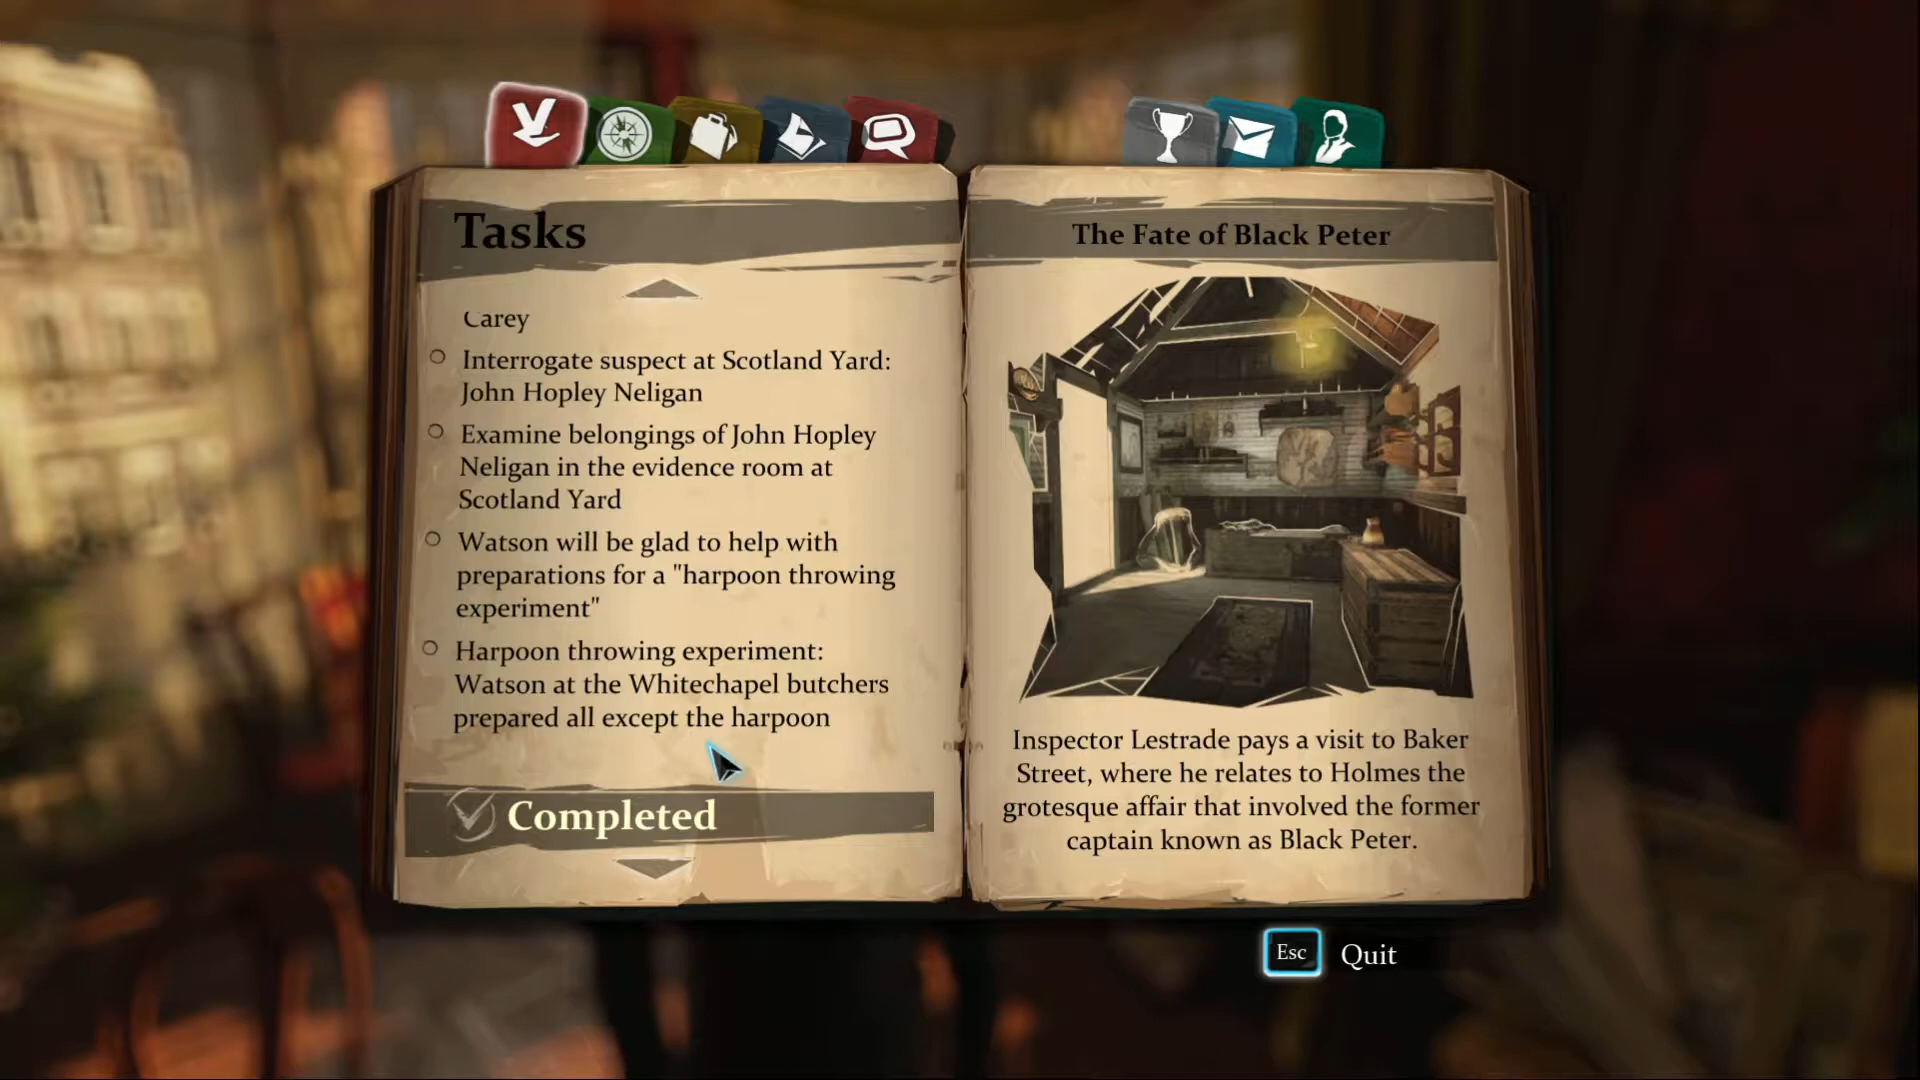 Tasks
Carey
Interrogate suspect at Scotland Yard:
John Hopley Neligan
Examine belongings of John Hopley
Neligan in the evidence room at
Scotland Yard
Watson will be glad to help with
preparations for a "harpoon throwing
experiment"
Harpoon throwing experiment:
Watson at the Whitechapel butchers
prepared all except the harpoon
Completed
The Fate of Black Peter
Inspector Lestrade pays a visit to Baker
Street, where he relates to Holmes the
grotesque affair that involved the former
captain known as Black Peter.
Esc Quit